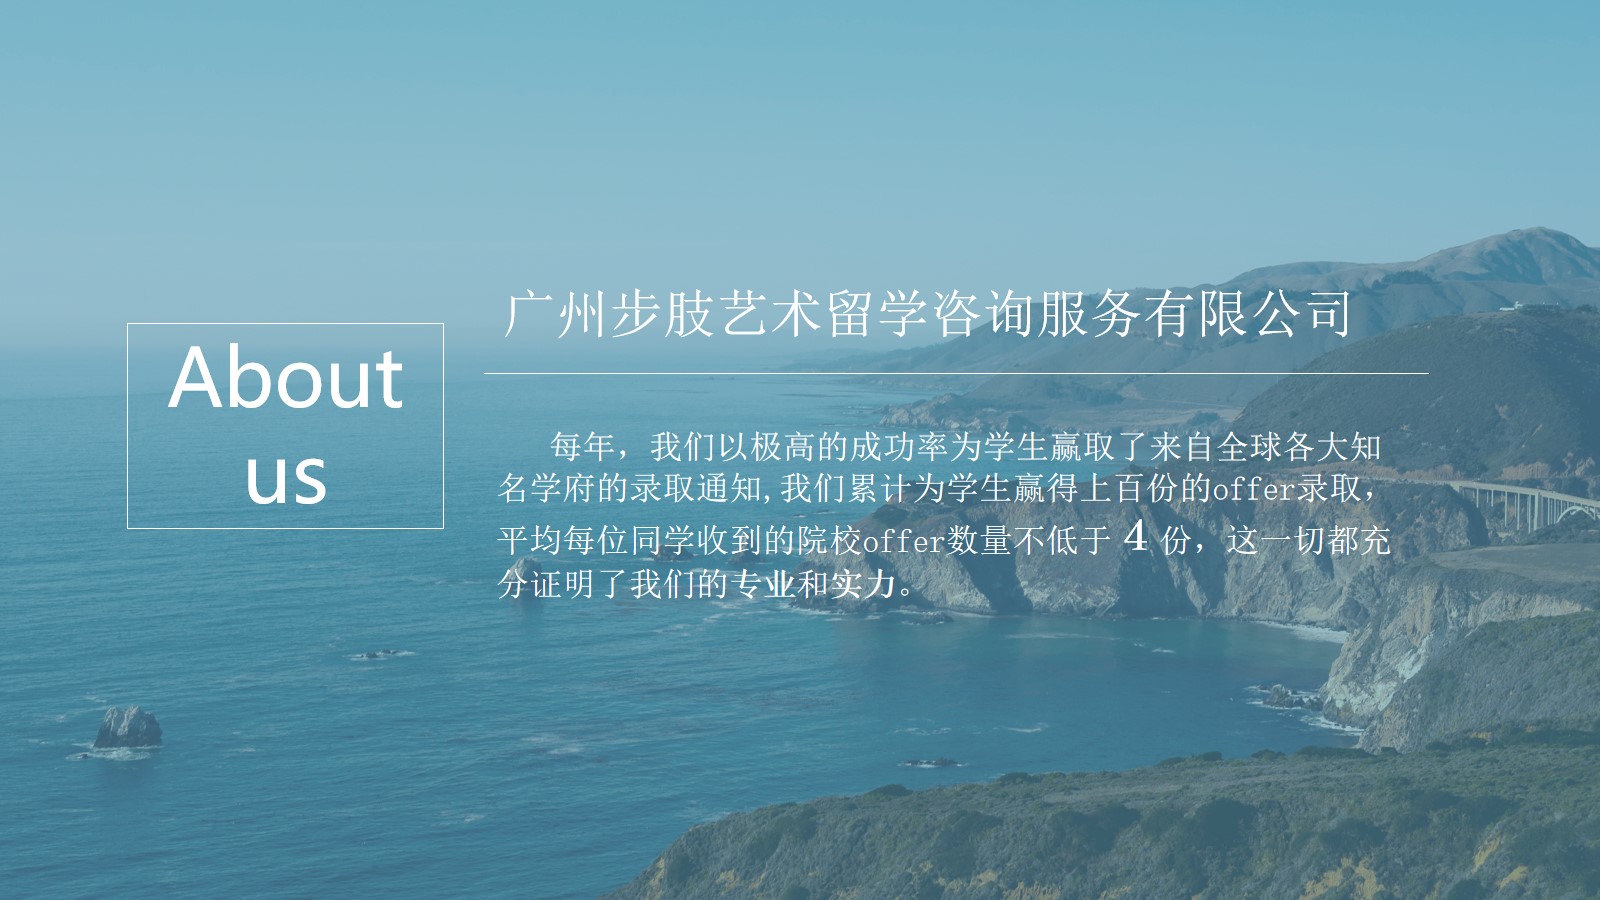 About
us
广州步肢艺术留学咨询服务有限公司
每年，我们以极高的成功率为学生赢取了来自全球各大知
名学府的录取通知,我们累计为学生赢得上百份的offer录取，
平均每位同学收到的院校offer数量不低于 4 份，这一切都充
分证明了我们的专业和实力。